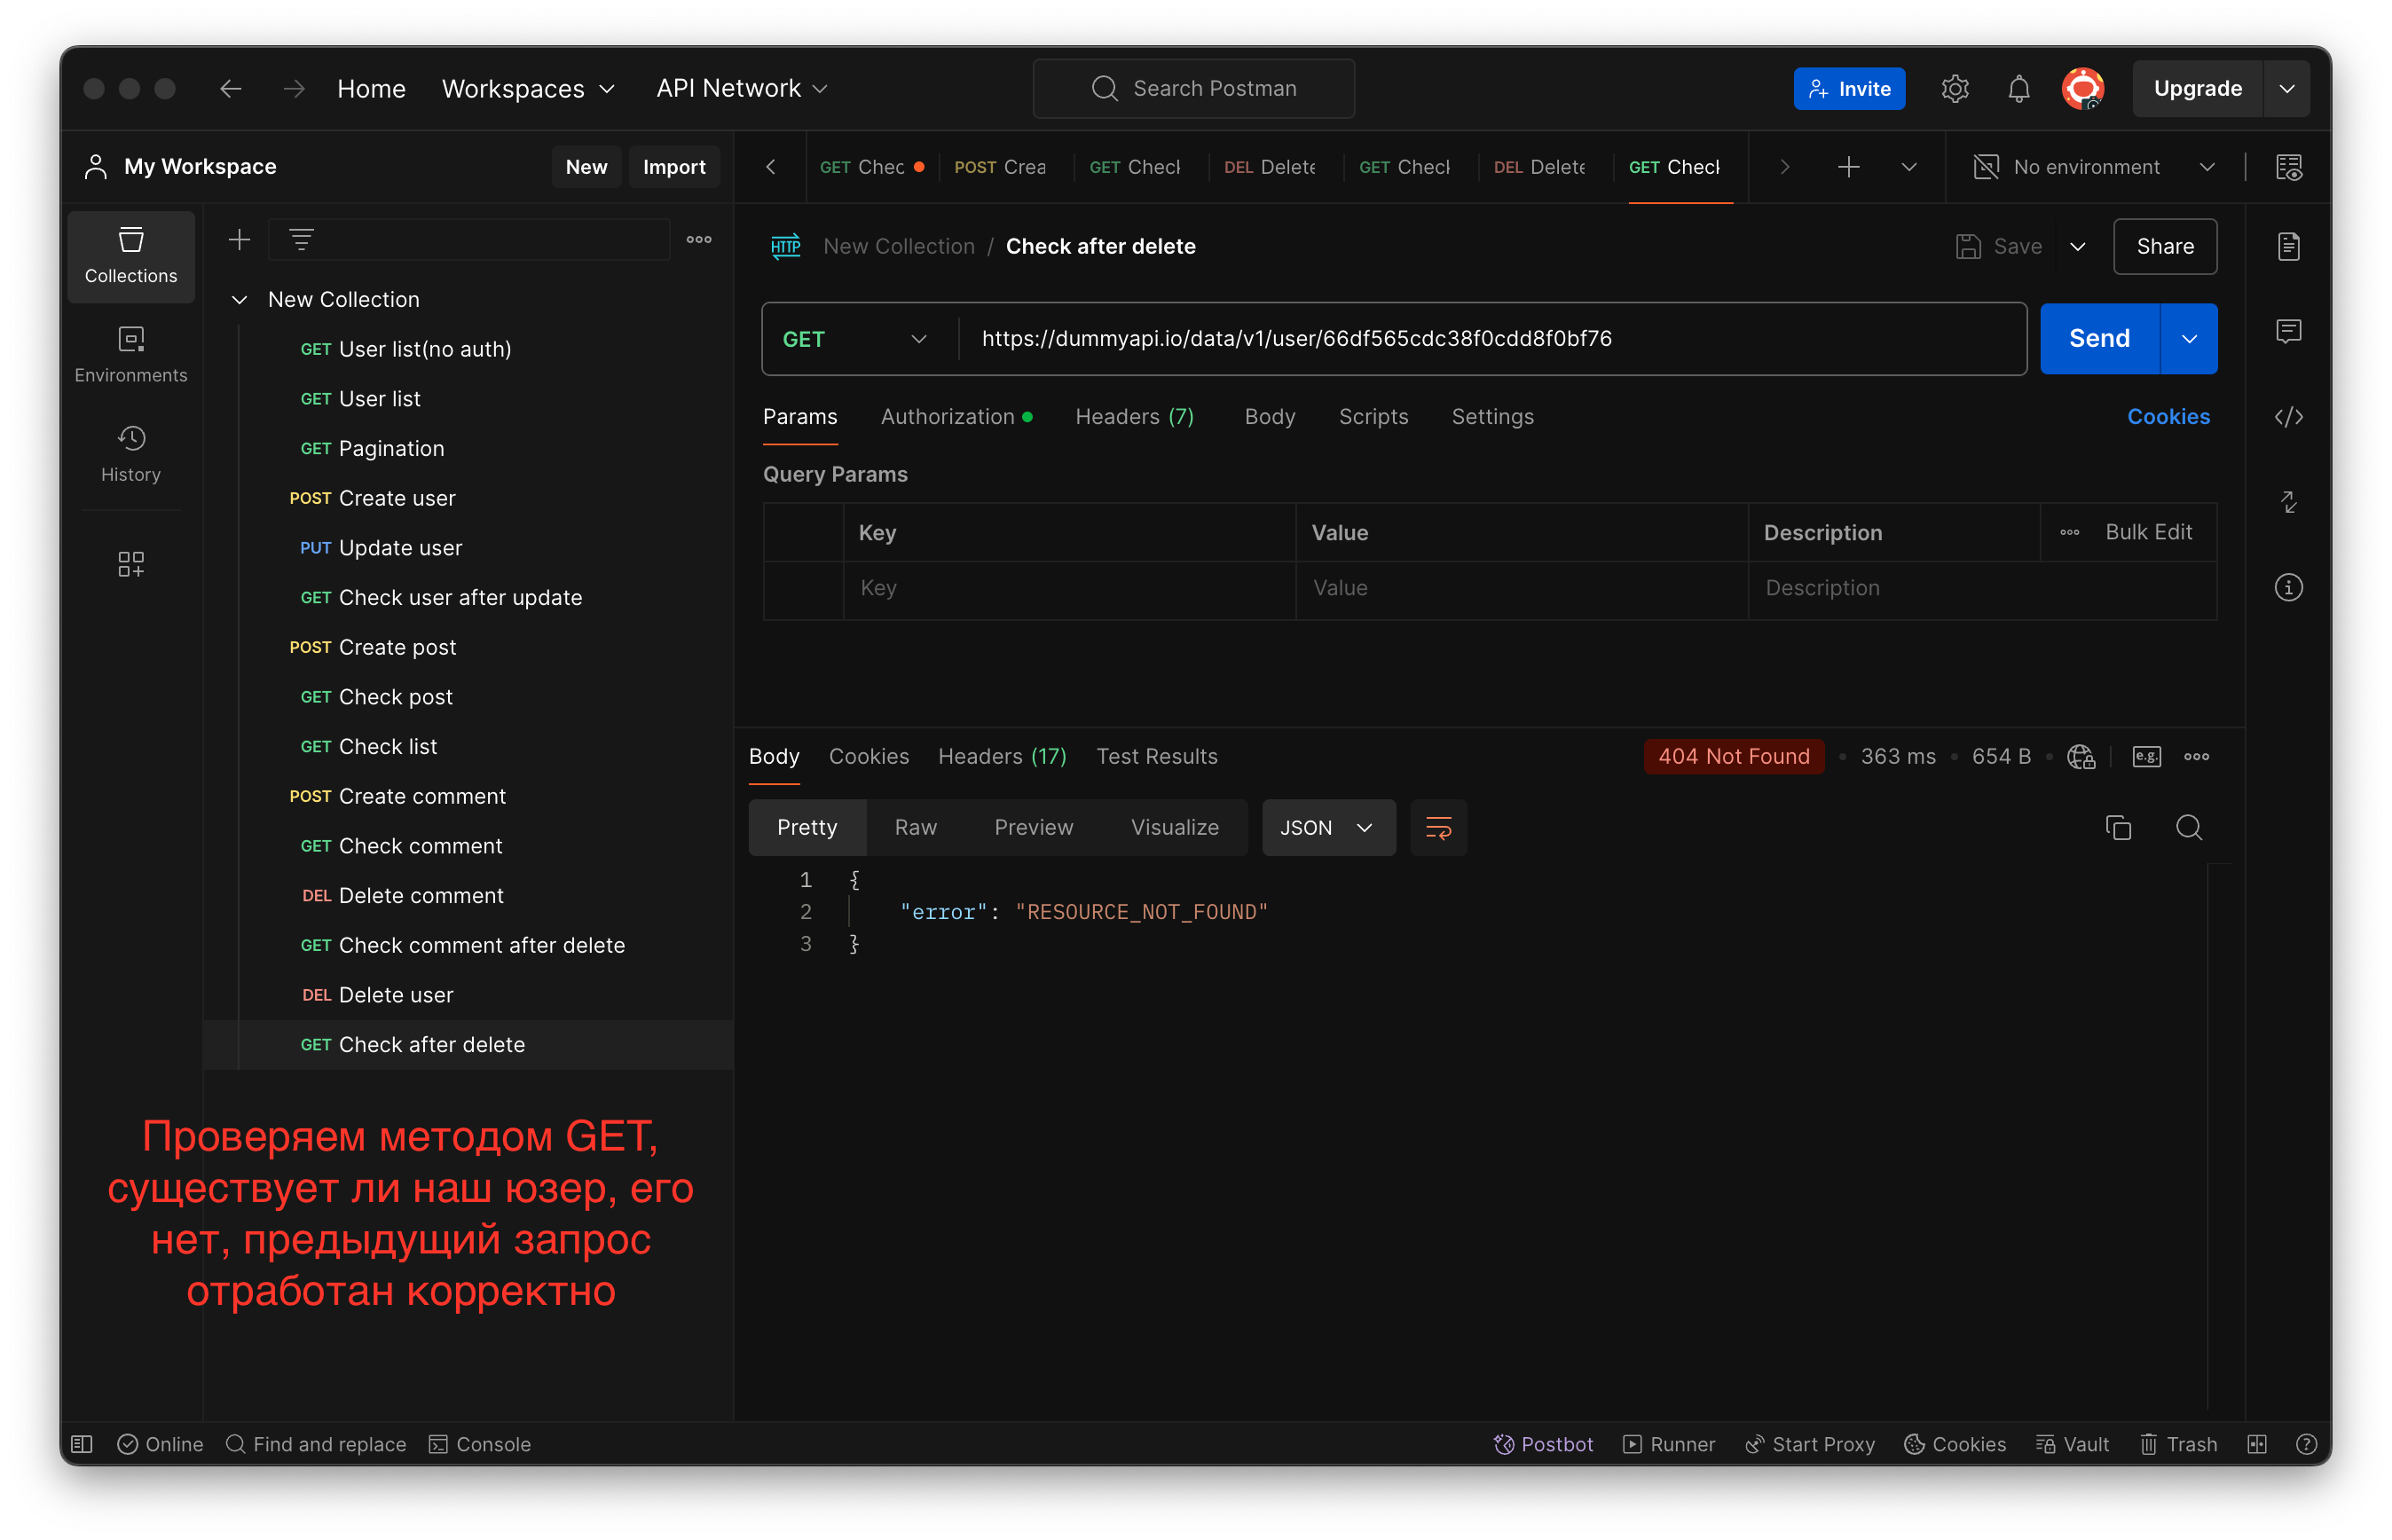 Home
Workspaces
API Network
Search Postman
Invite
Upgrade
My Workspace
New
Import
GET Chec
POST Crea
GET Check
DEL Delete
GET Check
DEL Delete
GET Check
No environment
Collections
Environments
History
New Collection
GET User list(no auth)
GET User list
GET Pagination
POST Create user
PUT Update user
GET Check user after update
POST Create post
GET Check post
GET Check list
POST Create comment
GET Check comment
DEL Delete comment
GET Check comment after delete
DEL Delete user
GET Check after delete
Проверяем методом GET,
существует ли наш юзер, его
нет, предыдущий запрос
отработан корректно
HTTP New Collection / Check after delete
Save
Share
GET https://dummyapi.io/data/v1/user/66df565cdc38f0cdd8f0bf76
Send
Params Authorization Headers (7) Body Scripts Settings Cookies
Query Params
Key Value Description Bulk Edit
Key Value Description
Body Cookies Headers (17) Test Results 404 Not Found 363 ms 654 B e.g.
Pretty Raw Preview Visualize JSON
1 {
2 "error": "RESOURCE_NOT_FOUND"
3 }
Online Find and replace Console Postbot Runner Start Proxy Cookies Vault Trash